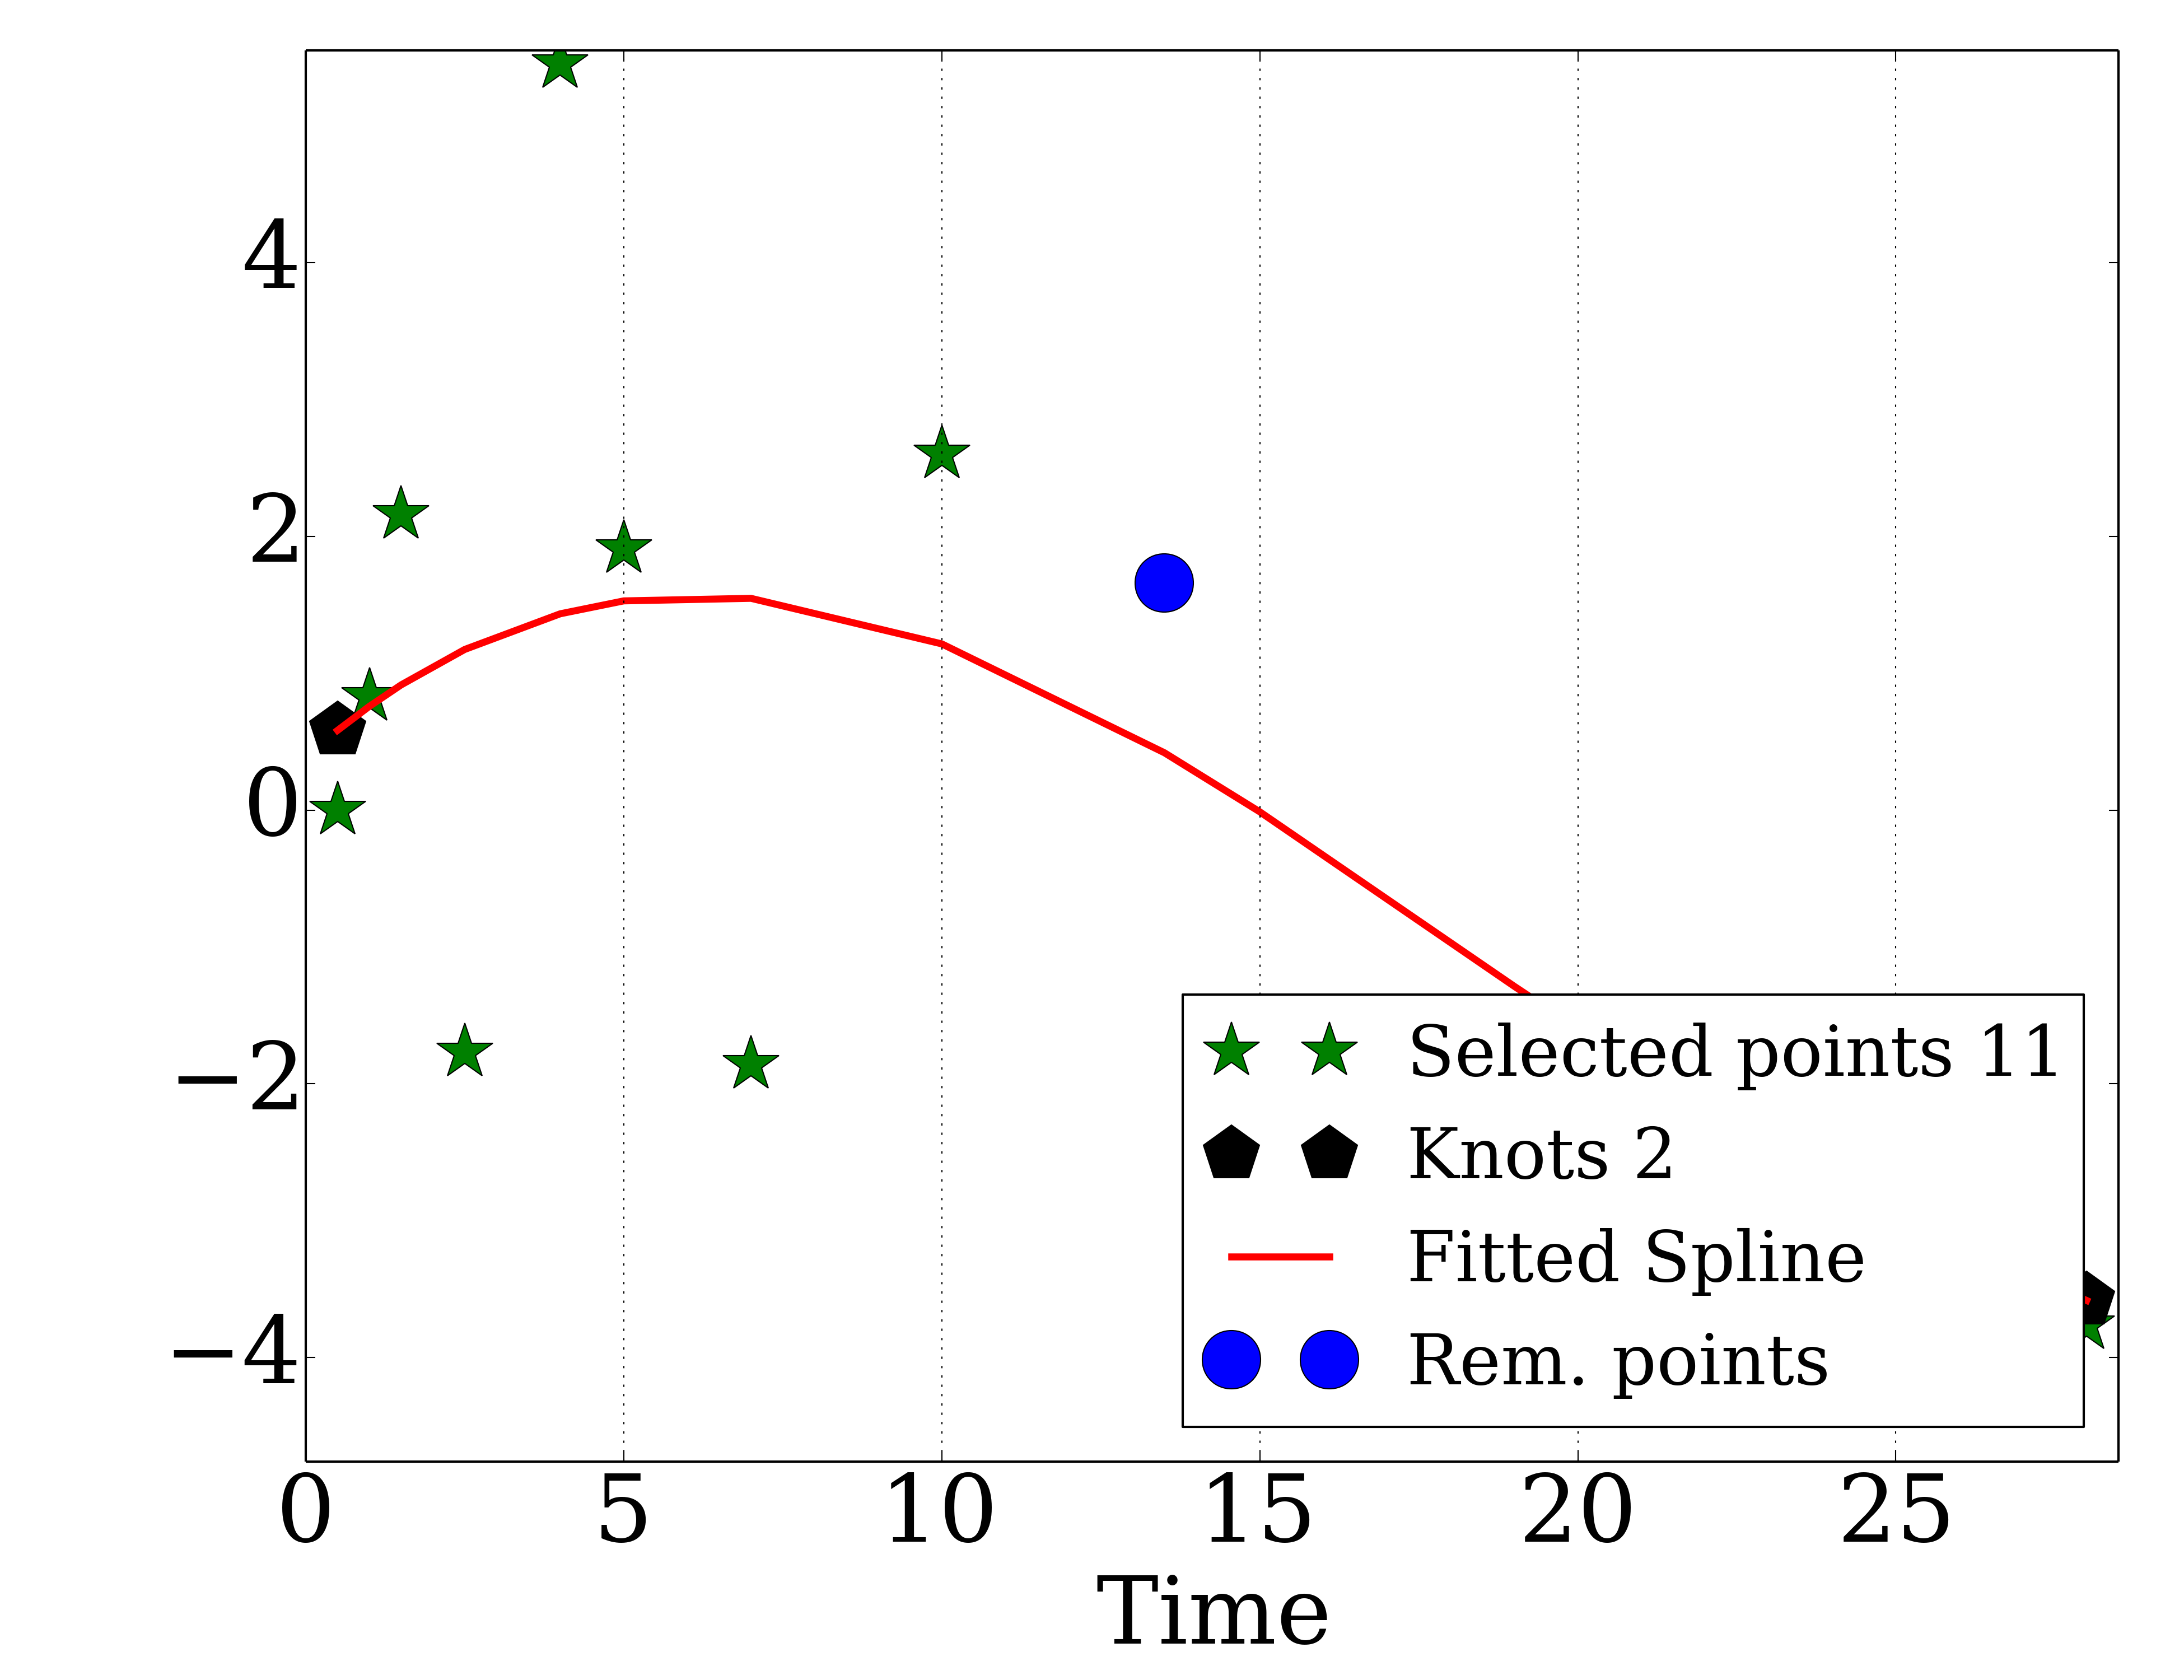 4
2
0
−2
−4
0 5 10 15 20 25
Time
Selected points 11
Knots 2
Fitted Spline
Rem. points